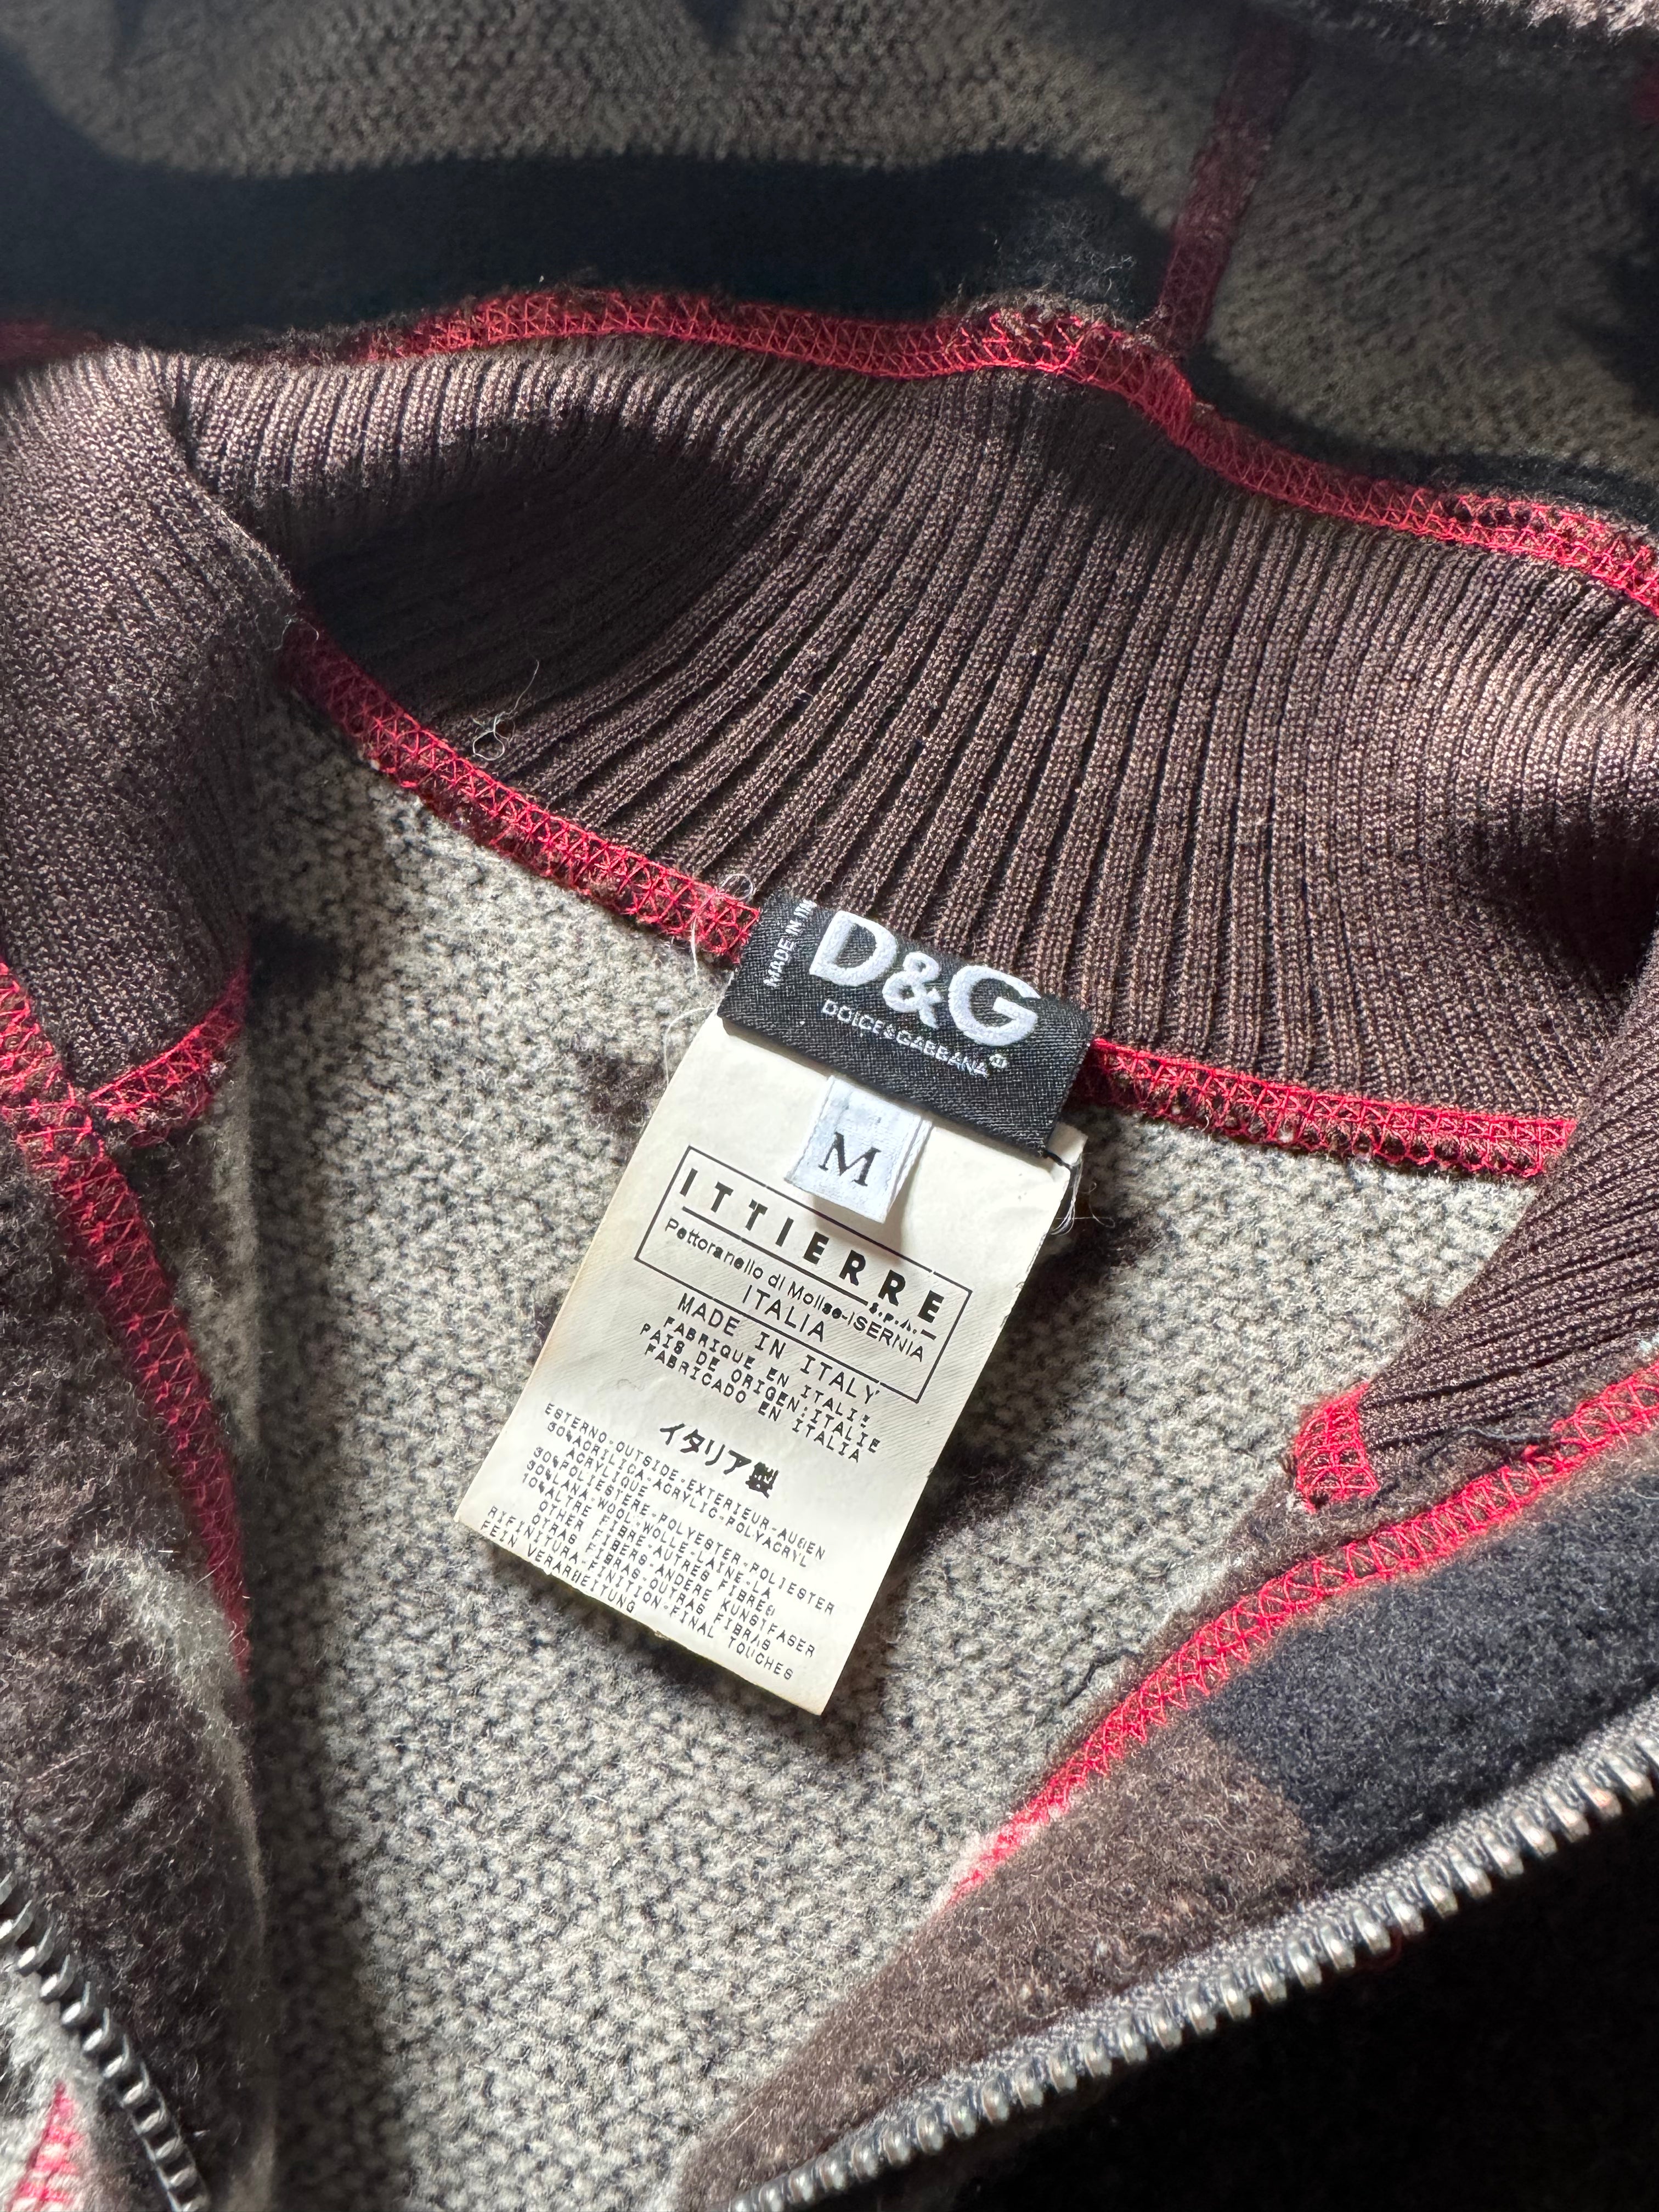 MADE IN ITA
D&G
DOLCE&GABBANA®
M
ITTIERRE
S.p.A.
Pettoranello di Molise-ISERNIA
ITALIA
MADE IN ITALY
FABRIQUE EN ITALIE
PAIS DE ORIGEN:ITALIE
FABRICADO EN ITALIA
イタリア製
ESTERNO-OUTSIDE-EXTERIEUR-AUßEN
30%ACRILICA-ACRYLIC-POLYACRYL
ACRYLIQUE
30%POLIESTERE-POLYESTER-POLIESTER
30%LANA-WOOL-WOLLE-LAINE-LA
10%ALTRE FIBRE-AUTRES FIBRES
OTHER FIBERS-ANDERE KUNSTFASER
OTRAS FIBRAS-OUTRAS FIBRAS
RIFINITURA-FINITION-FINAL TOUCHES
FEIN VERARBEITUNG